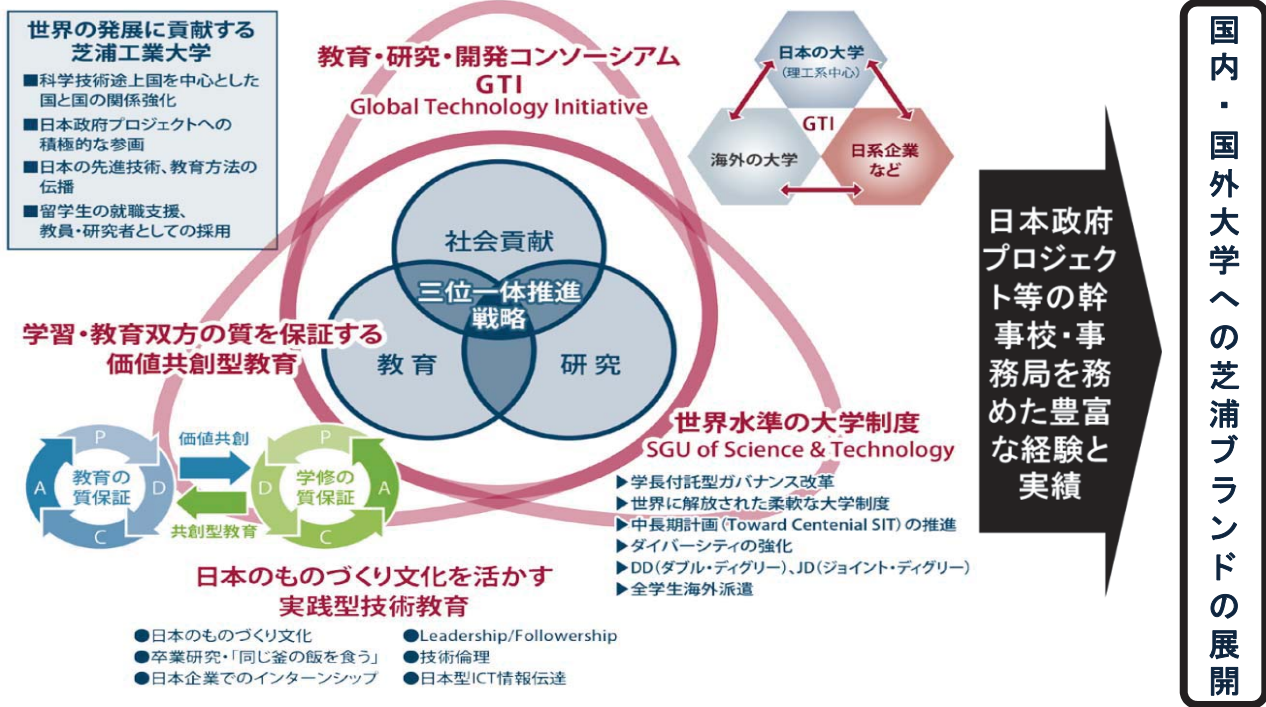 世界の発展に貢献する
芝浦工業大学
■科学技術途上国を中心とした
国と国の関係強化
■日本政府プロジェクトへの
積極的な参画
■日本の先進技術、教育方法の
伝播
■留学生の就職支援、
教員・研究者としての採用
教育・研究・開発コンソーシアム
GTI
Global Technology Initiative
日本の大学
(理工系中心)
GTI
海外の大学
日系企業
など
社会貢献
三位一体推進
戦略
教育
研究
学習・教育双方の質を保証する
価値共創型教育
P
A
教育の
質保証
D
C
価値共創
共創型教育
P
D
学修の
質保証
A
C
世界水準の大学制度
SGU of Science & Technology
▶学長付託型ガバナンス改革
▶世界に解放された柔軟な大学制度
▶中長期計画(Toward Centenial SIT)の推進
▶ダイバーシティの強化
▶DD(ダブル・ディグリー)、JD(ジョイント・ディグリー)
▶全学生海外派遣
日本のものづくり文化を活かす
実践型技術教育
●日本のものづくり文化
●卒業研究・「同じ釜の飯を食う」
●日本企業でのインターンシップ
●Leadership/Followership
●技術倫理
●日本型ICT情報伝達
日本政府
プロジェク
ト等の幹
事校・事
務局を務
めた豊富
な経験と
実績
国内・国外大学への芝浦ブランドの展開